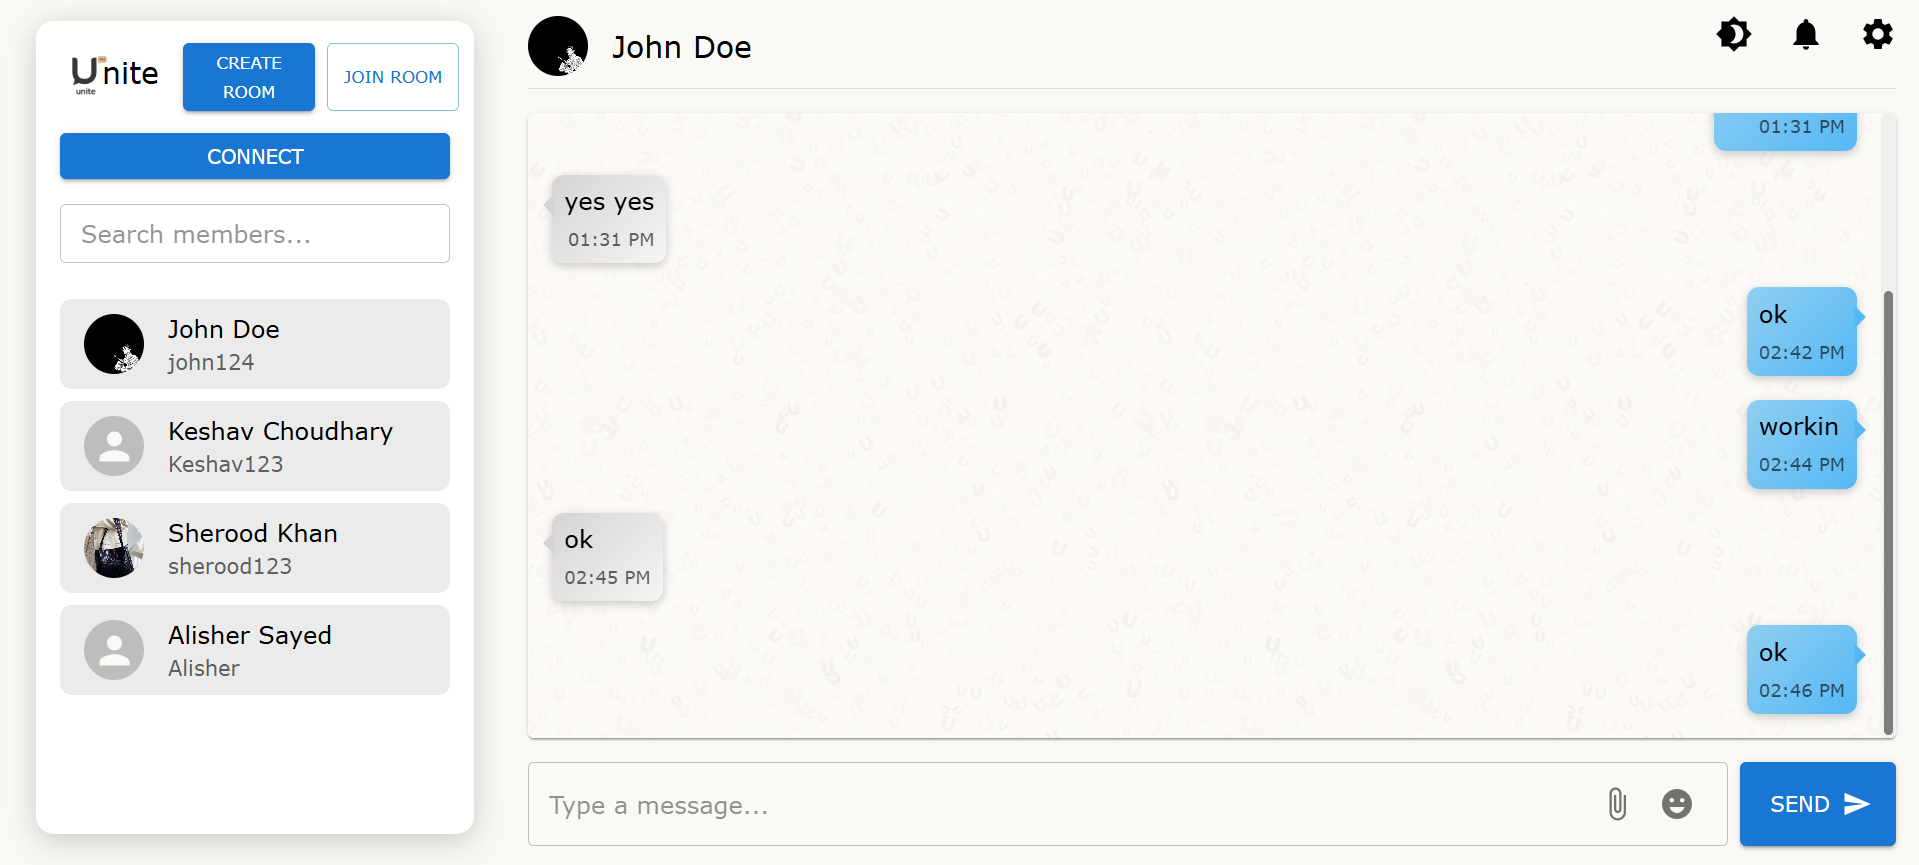 Unite
unite
CREATE
ROOM
JOIN ROOM
CONNECT
Search members...
John Doe
john124
Keshav Choudhary
Keshav123
Sherood Khan
sherood123
Alisher Sayed
Alisher
John Doe
01:31 PM
yes yes
01:31 PM
ok
02:42 PM
workin
02:44 PM
ok
02:45 PM
ok
02:46 PM
Type a message...
SEND